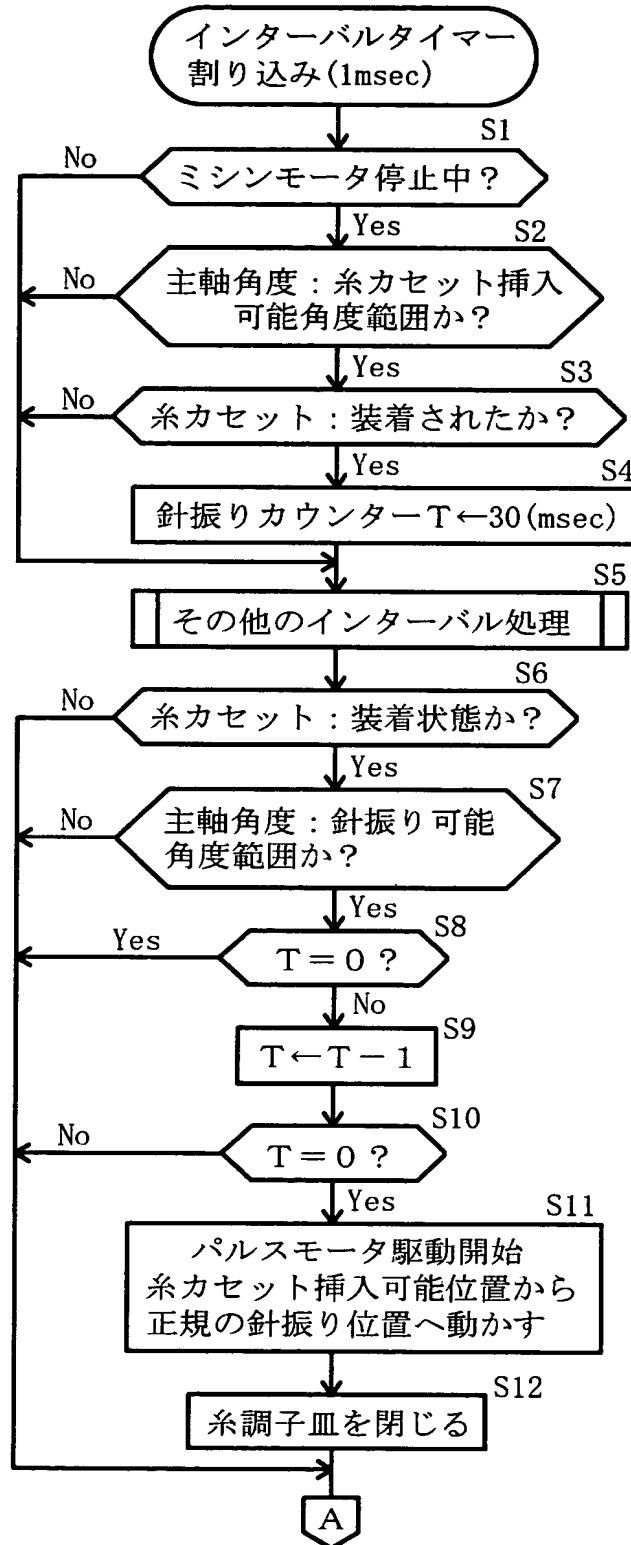 インターバルタイマー
割り込み(1msec)
S1
No
ミシンモータ停止中？
Yes
S2
No
主軸角度：糸カセット挿入
可能角度範囲か？
Yes
S3
No
糸カセット：装着されたか？
Yes
S4
針振りカウンターT←30(msec)
S5
その他のインターバル処理
S6
No
糸カセット：装着状態か？
Yes
S7
No
主軸角度：針振り可能
角度範囲か？
Yes
S8
Yes
T＝0？
No
S9
T←T－1
S10
No
T＝0？
Yes
S11
パルスモータ駆動開始
糸カセット挿入可能位置から
正規の針振り位置へ動かす
S12
糸調子皿を閉じる
A